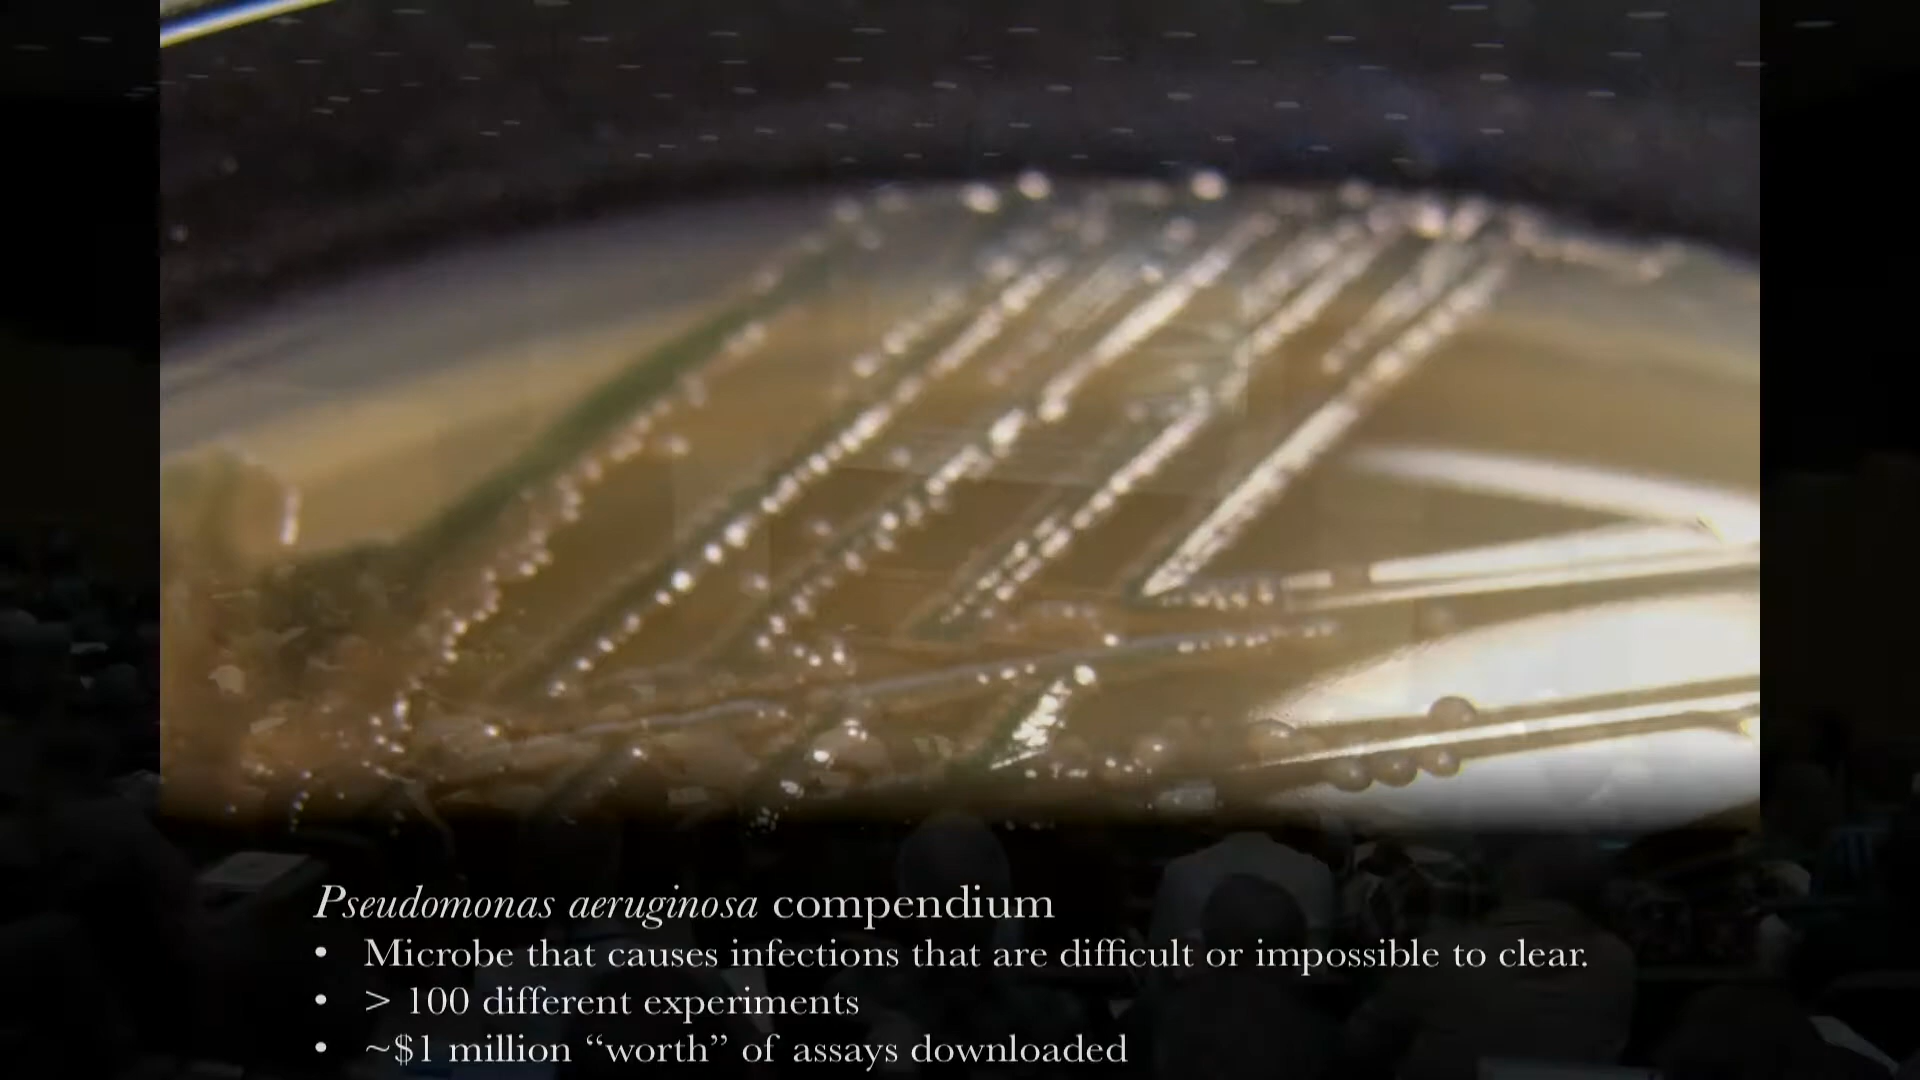 Pseudomonas aeruginosa compendium
• Microbe that causes infections that are difficult or impossible to clear.
• > 100 different experiments
• ~$1 million “worth” of assays downloaded